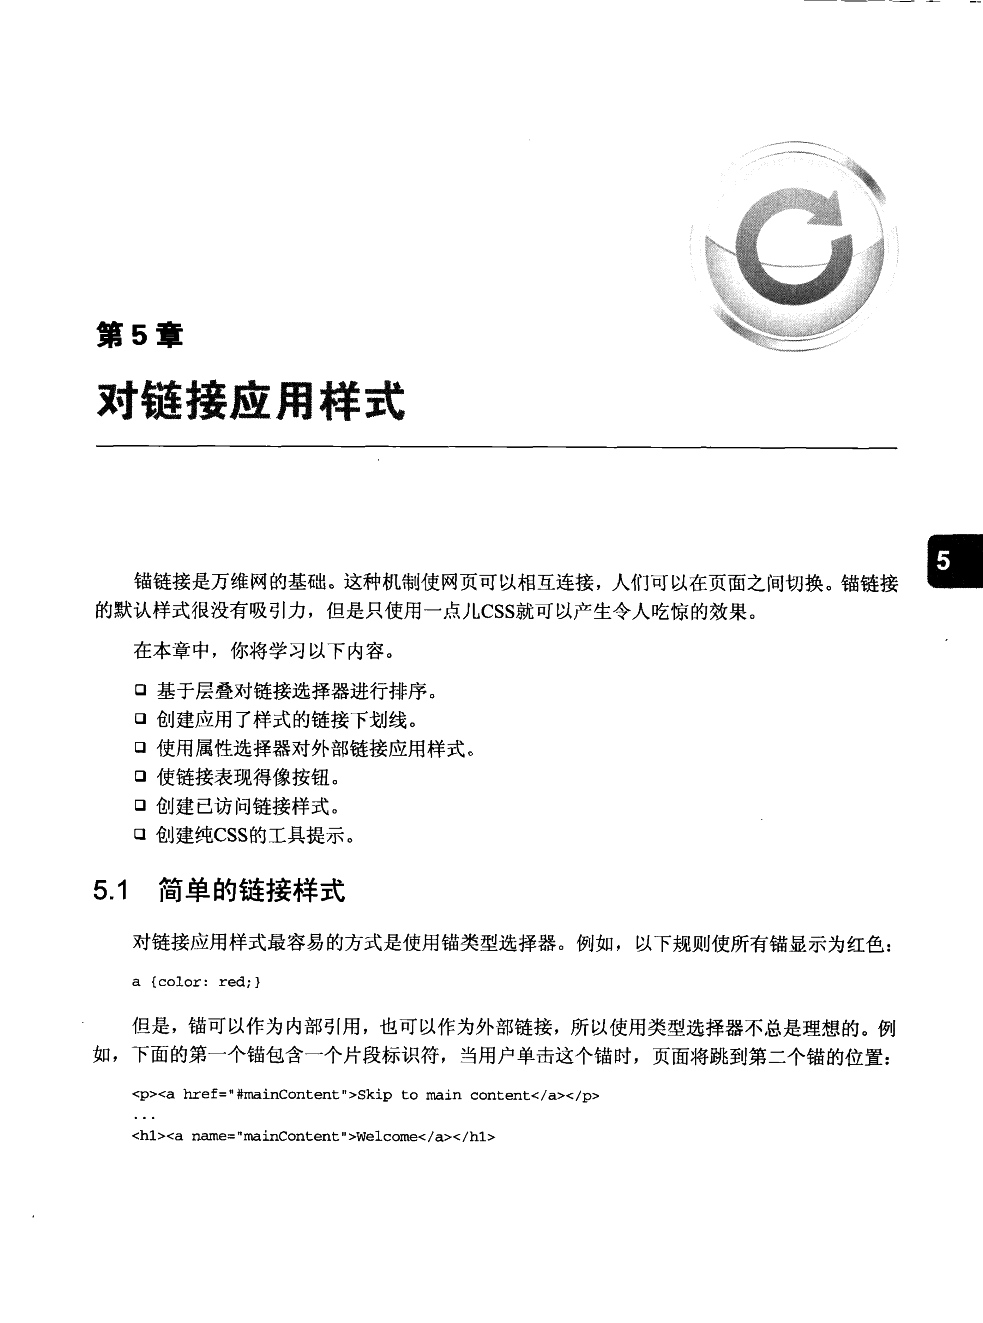 第5章
对链接应用样式
5
锚链接是万维网的基础。这种机制使网页可以相互连接，人们可以在页面之间切换。锚链接
的默认样式很没有吸引力，但是只使用一点儿CSS就可以产生令人吃惊的效果。
在本章中，你将学习以下内容。
❑ 基于层叠对链接选择器进行排序。
❑ 创建应用了样式的链接下划线。
❑ 使用属性选择器对外部链接应用样式。
❑ 使链接表现得像按钮。
❑ 创建已访问链接样式。
❑ 创建纯CSS的工具提示。
5.1 简单的链接样式
对链接应用样式最容易的方式是使用锚类型选择器。例如，以下规则使所有锚显示为红色：
a {color: red;}
但是，锚可以作为内部引用，也可以作为外部链接，所以使用类型选择器不总是理想的。例
如，下面的第一个锚包含一个片段标识符，当用户单击这个锚时，页面将跳到第二个锚的位置：
<p><a href="#mainContent">Skip to main content</a></p>
...
<h1><a name="mainContent">Welcome</a></h1>